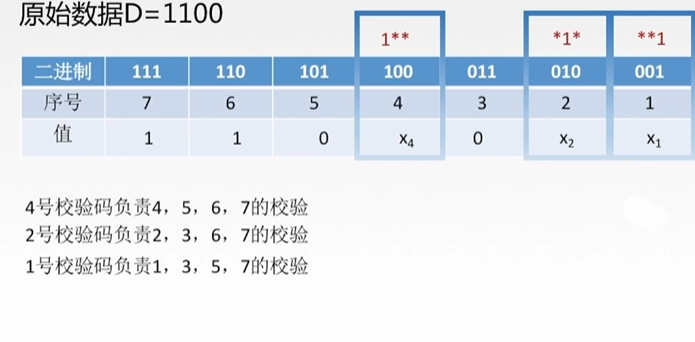 原始数据D=1100
1** *1* **1
二进制 111 110 101 100 011 010 001
序号 7 6 5 4 3 2 1
值 1 1 0 x₄ 0 x₂ x₁
4号校验码负责4，5，6，7的校验
2号校验码负责2，3，6，7的校验
1号校验码负责1，3，5，7的校验